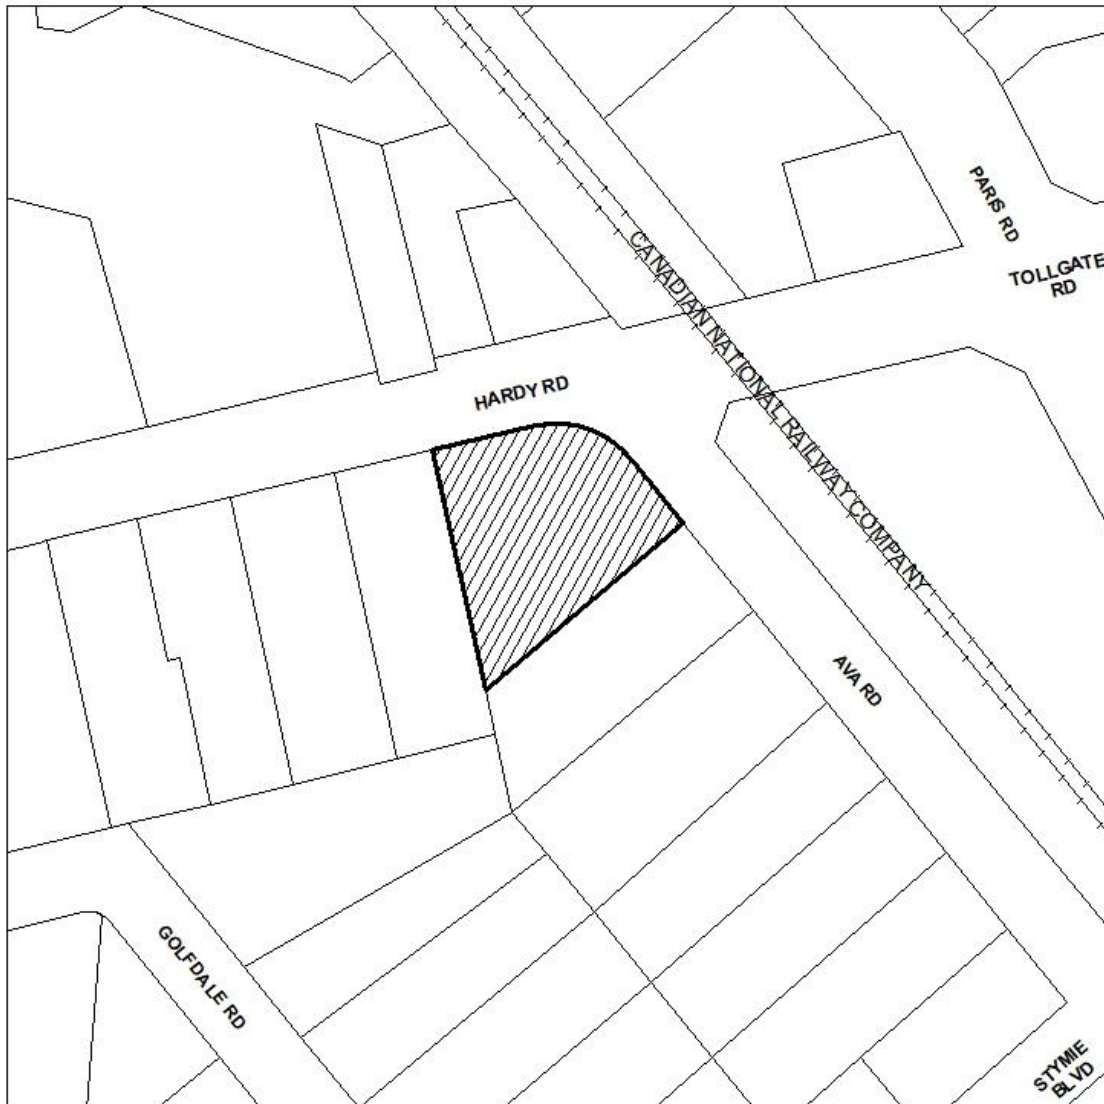 PARIS RD
TOLLGATE
RD
CANADIAN NATIONAL RAILWAY COMPANY
HARDY RD
AVA RD
GOLFDALE RD
STYMIE
BLVD